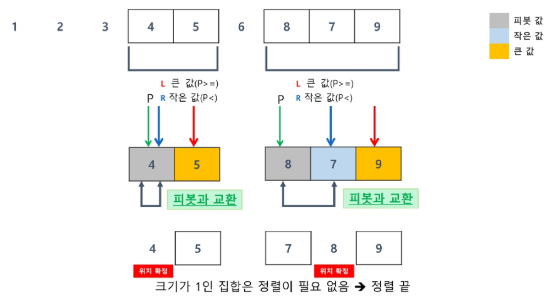 1 2 3 4 5 6 8 7 9
피봇 값
작은 값
큰 값
L 큰 값(P>=) L 큰 값(P>=)
P R 작은 값(P<) P R 작은 값(P<)
4 5 8 7 9
피봇과 교환 피봇과 교환
4 5 7 8 9
위치 확정 위치 확정
크기가 1인 집합은 정렬이 필요 없음 → 정렬 끝